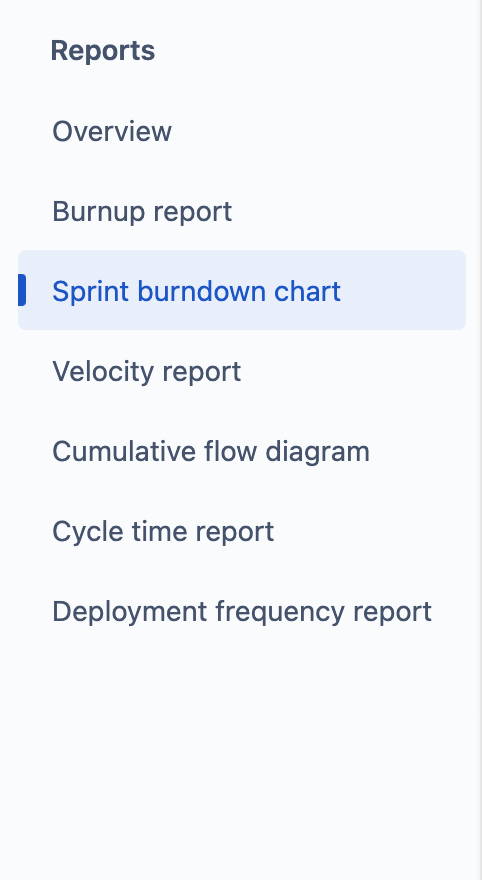 Reports
Overview
Burnup report
Sprint burndown chart
Velocity report
Cumulative flow diagram
Cycle time report
Deployment frequency report